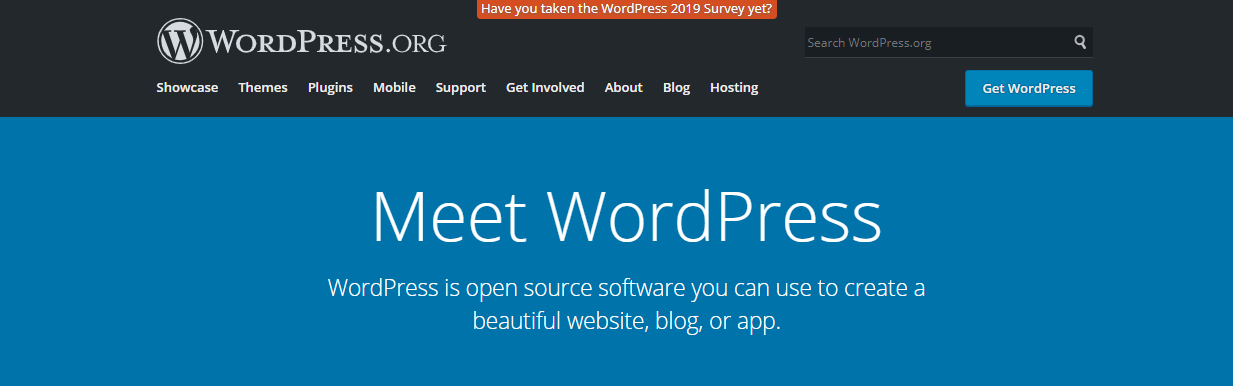 Have you taken the WordPress 2019 Survey yet?
WORDPRESS.ORG
Search WordPress.org
Showcase Themes Plugins Mobile Support Get Involved About Blog Hosting
Get WordPress
Meet WordPress
WordPress is open source software you can use to create a
beautiful website, blog, or app.